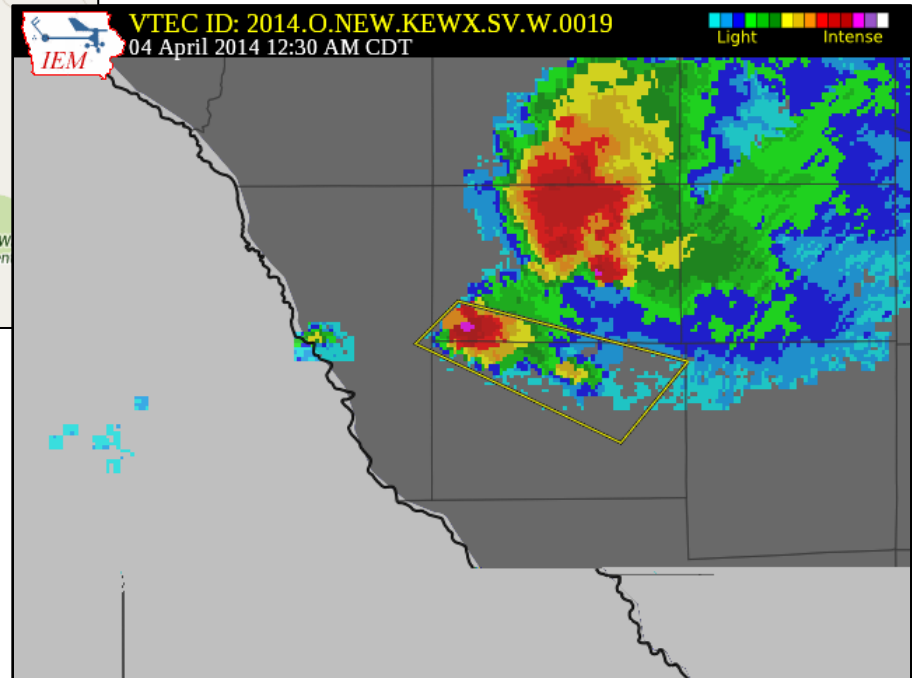 VTEC ID: 2014.O.NEW.KEWX.SV.W.0019
04 April 2014 12:30 AM CDT
IEM
Light Intense